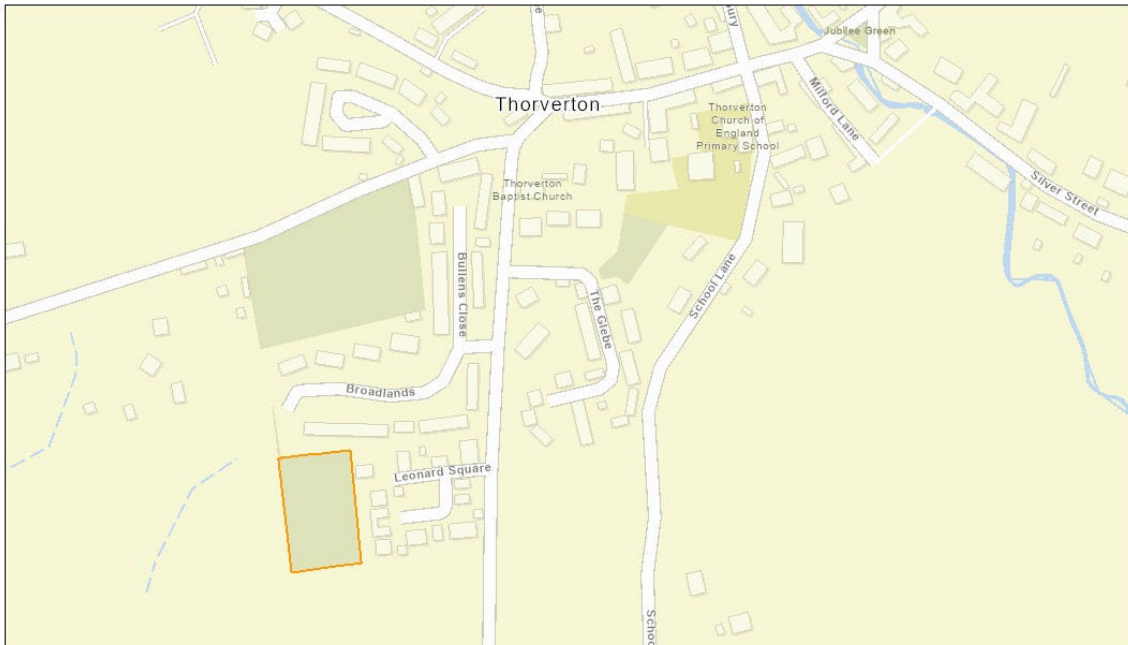 Jubilee Green
Thorverton
Milford Lane
Thorverton
Church of
England
Primary School
Silver Street
Thorverton
Baptist Church
Bullens Close
School Lane
The Glebe
Broadlands
Leonard Square